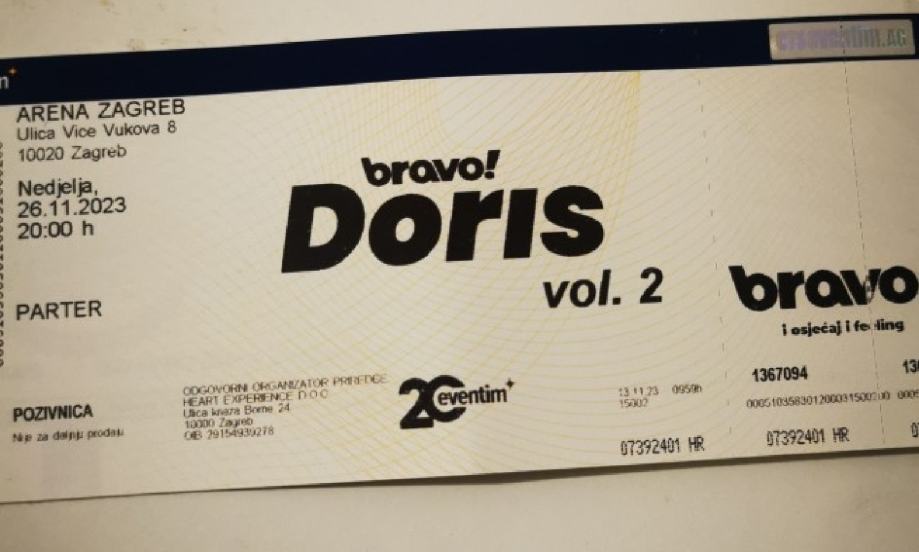 ARENA ZAGREB
Ulica Vice Vukova 8
10020 Zagreb
Nedjelja,
26.11.2023
20:00 h
PARTER
bravo!
Doris
vol. 2
bravo
i osjećaj i feeling
POZIVNICA
Nije za daljnju prodaju
ODGOVORNI ORGANIZATOR PRIREDBE
HEART EXPERIENCE D.O.O.
Ulica kneza Borne 24
10000 Zagreb
OIB 29154939278
20 eventim
13.11.23 0959h
15002
07392401 HR
1367094
07392401 HR